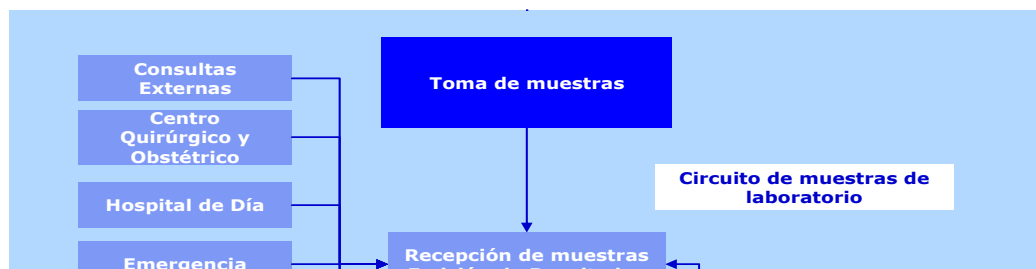 Consultas
Externas
Toma de muestras
Centro
Quirúrgico y
Obstétrico
Circuito de muestras de
laboratorio
Hospital de Día
Recepción de muestras
Emergencia